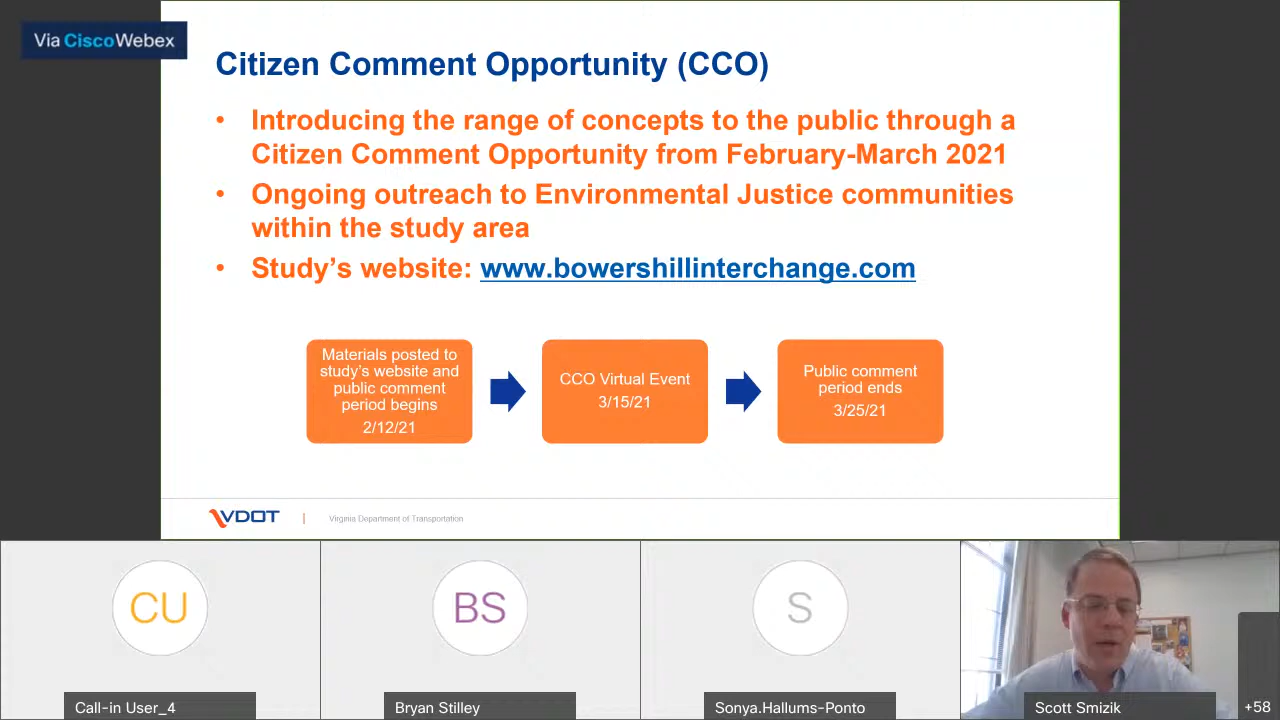 Via CiscoWebex
Citizen Comment Opportunity (CCO)
• Introducing the range of concepts to the public through a
Citizen Comment Opportunity from February-March 2021
• Ongoing outreach to Environmental Justice communities
within the study area
• Study’s website: www.bowershillinterchange.com
Materials posted to
study’s website and
public comment
period begins
2/12/21
CCO Virtual Event
3/15/21
Public comment
period ends
3/25/21
VDOT | Virginia Department of Transportation
CU
BS
S
Call-in User_4
Bryan Stilley
Sonya.Hallums-Ponto
Scott Smizik
+58